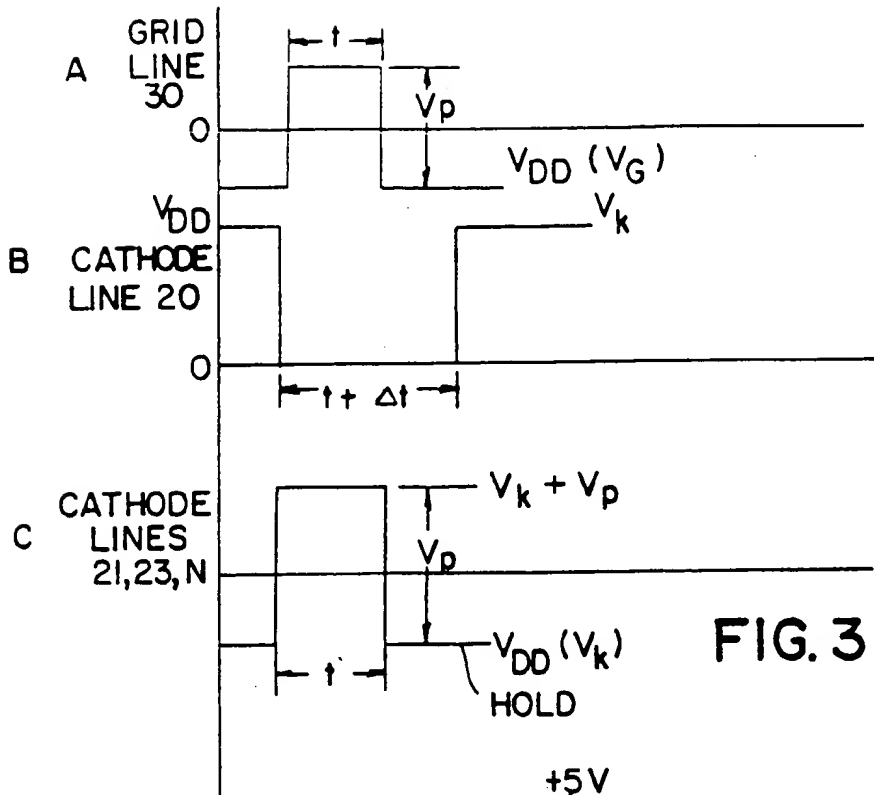 GRID
t
A LINE
30
Vp
0
VDD (VG)
VDD
Vk
B CATHODE
LINE 20
0
t + Δt
Vk + Vp
CATHODE
C LINES
21,23,N
Vp
VDD (Vk)
FIG. 3
t
HOLD
+5V